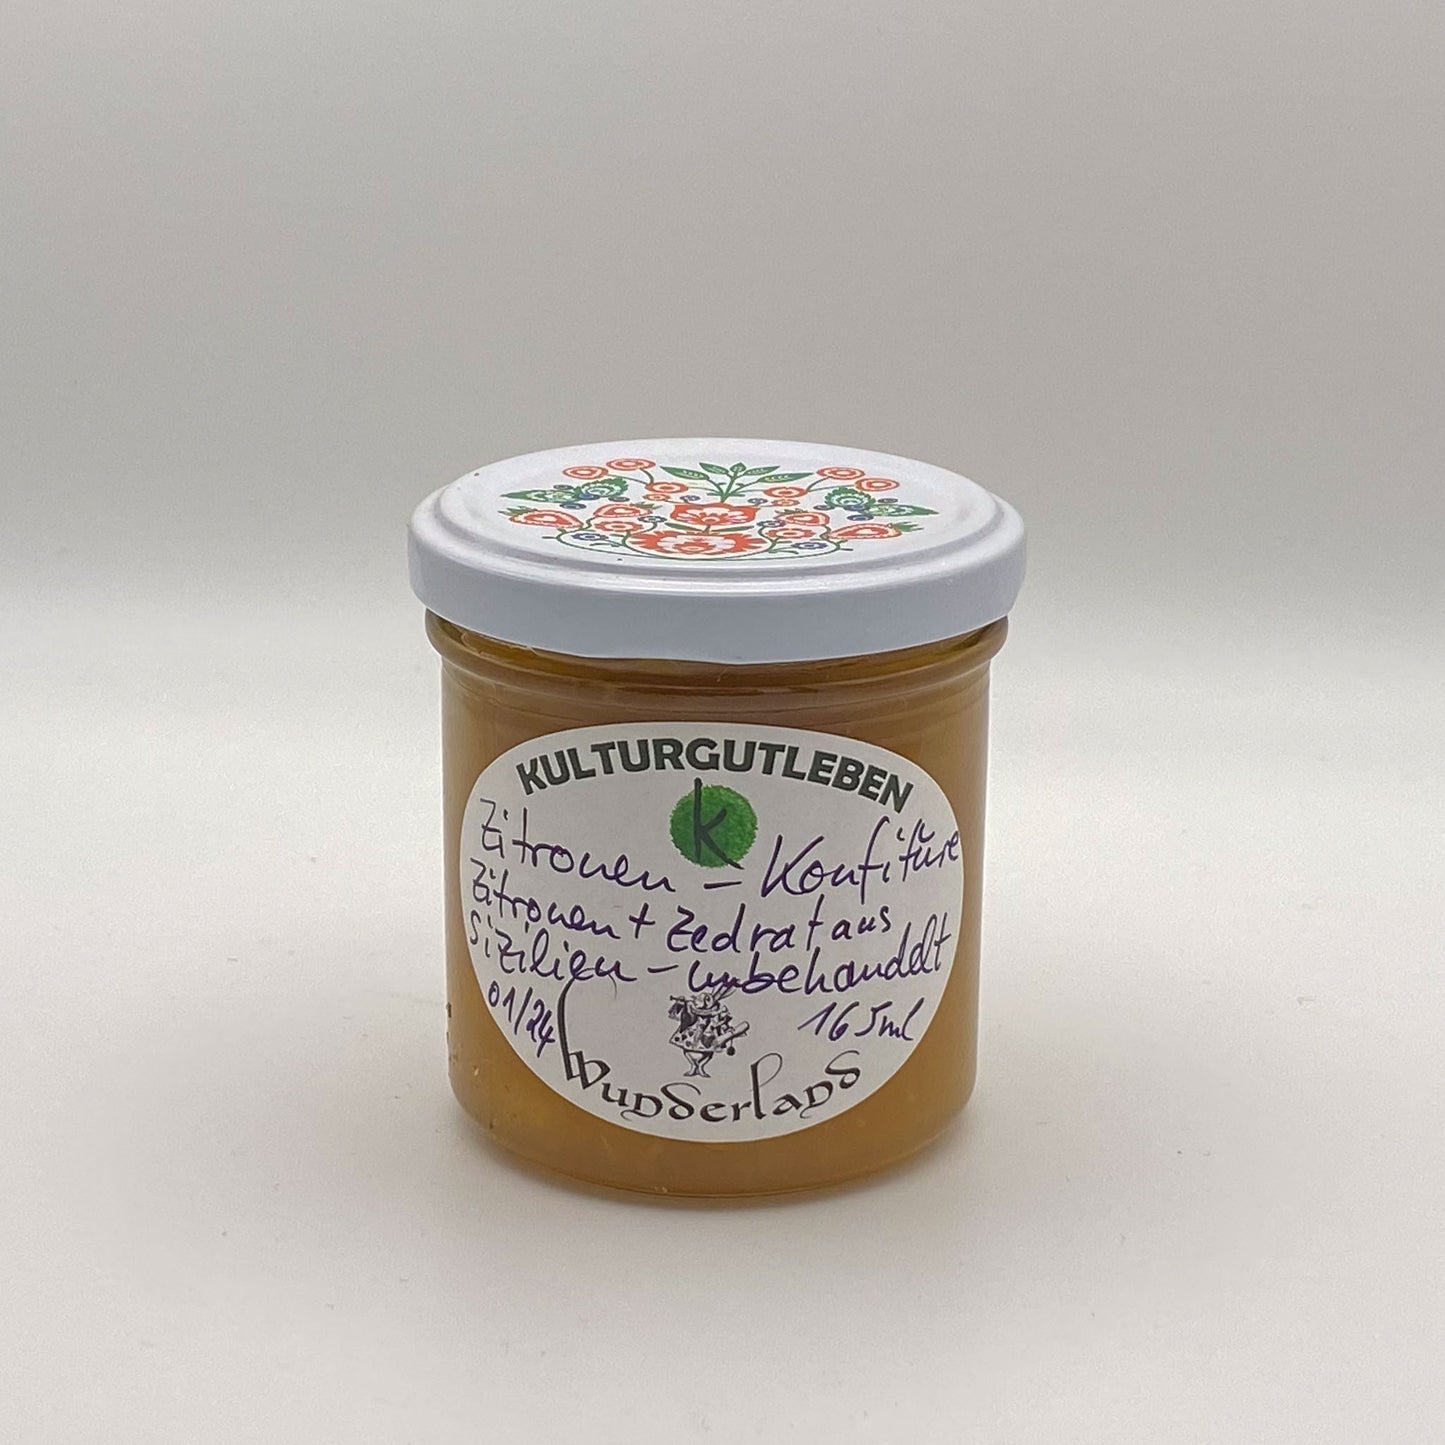 KULTURGUTLEBEN
k
Zitronen - Konfitüre
Zitronen + Zedrat aus
Sizilien - unbehandelt
01/24 165ml
Wunderland